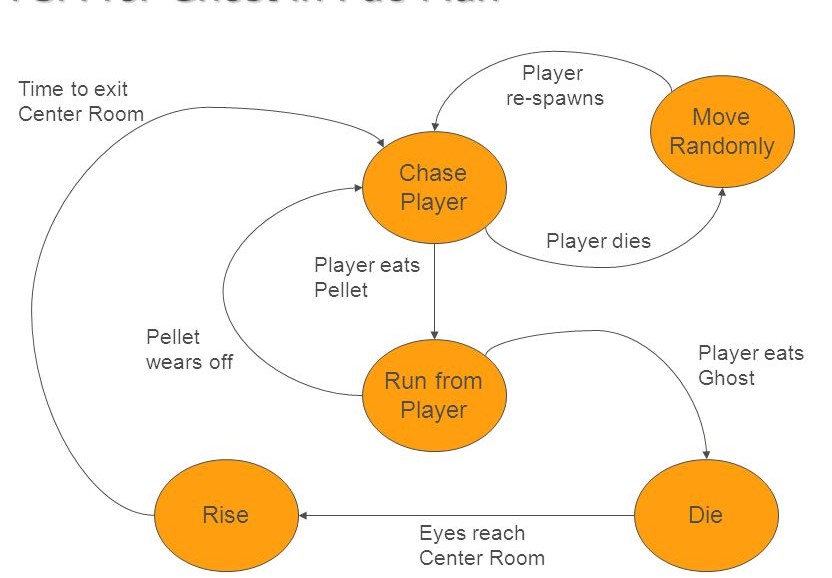 Time to exit
Center Room
Player
re-spawns
Move
Randomly
Chase
Player
Player dies
Player eats
Pellet
Pellet
wears off
Run from
Player
Player eats
Ghost
Rise
Die
Eyes reach
Center Room